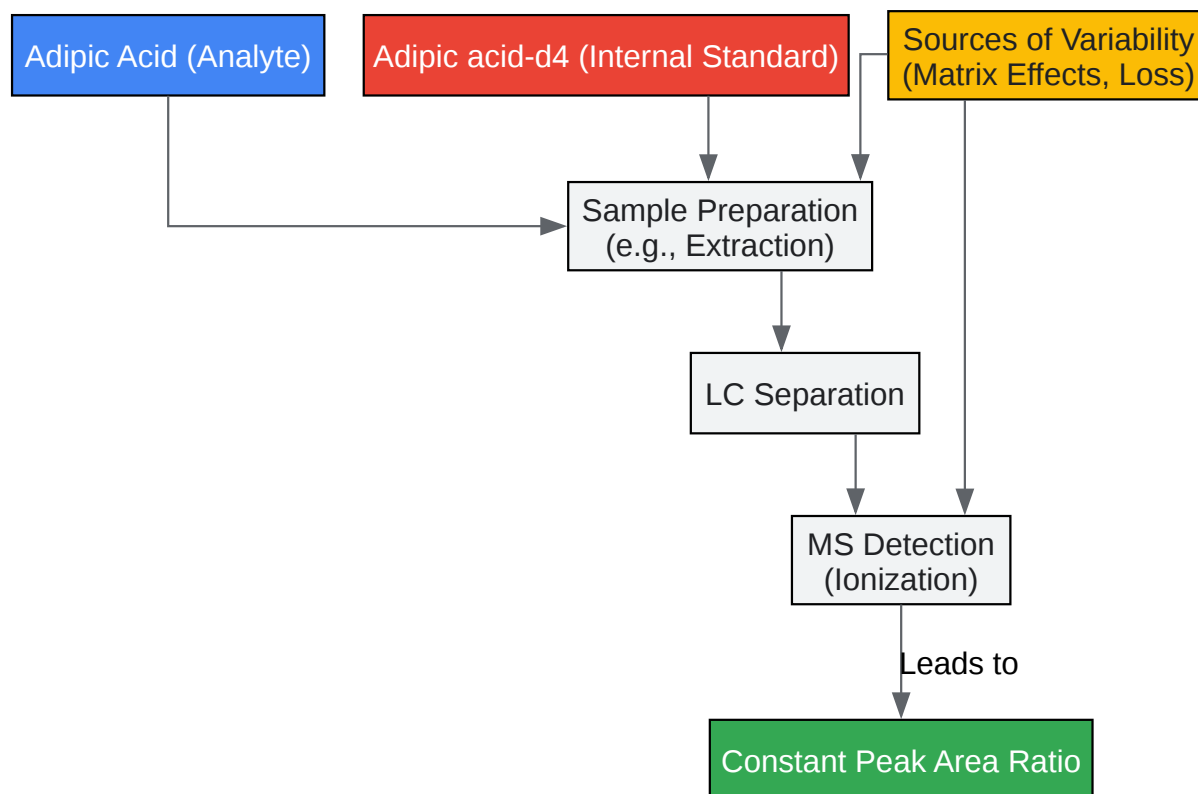 Adipic Acid (Analyte)
Adipic acid-d4 (Internal Standard)
Sources of Variability
(Matrix Effects, Loss)
Sample Preparation
(e.g., Extraction)
LC Separation
MS Detection
(Ionization)
Leads to
Constant Peak Area Ratio